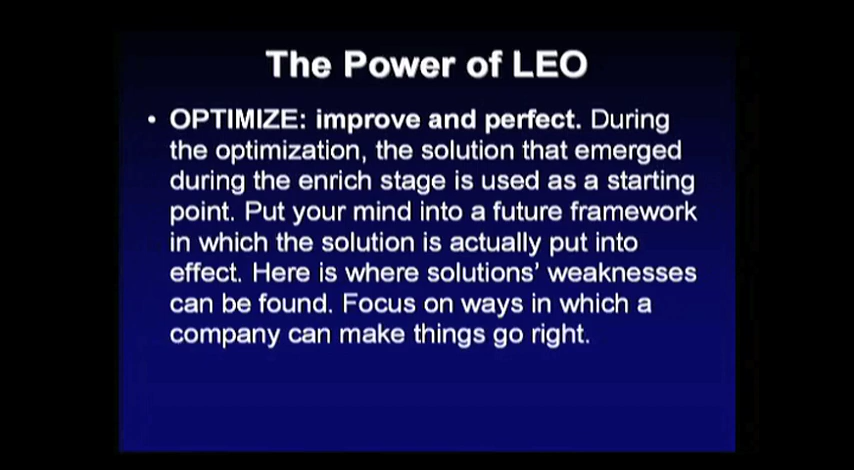 The Power of LEO
• OPTIMIZE: improve and perfect. During
the optimization, the solution that emerged
during the enrich stage is used as a starting
point. Put your mind into a future framework
in which the solution is actually put into
effect. Here is where solutions’ weaknesses
can be found. Focus on ways in which a
company can make things go right.